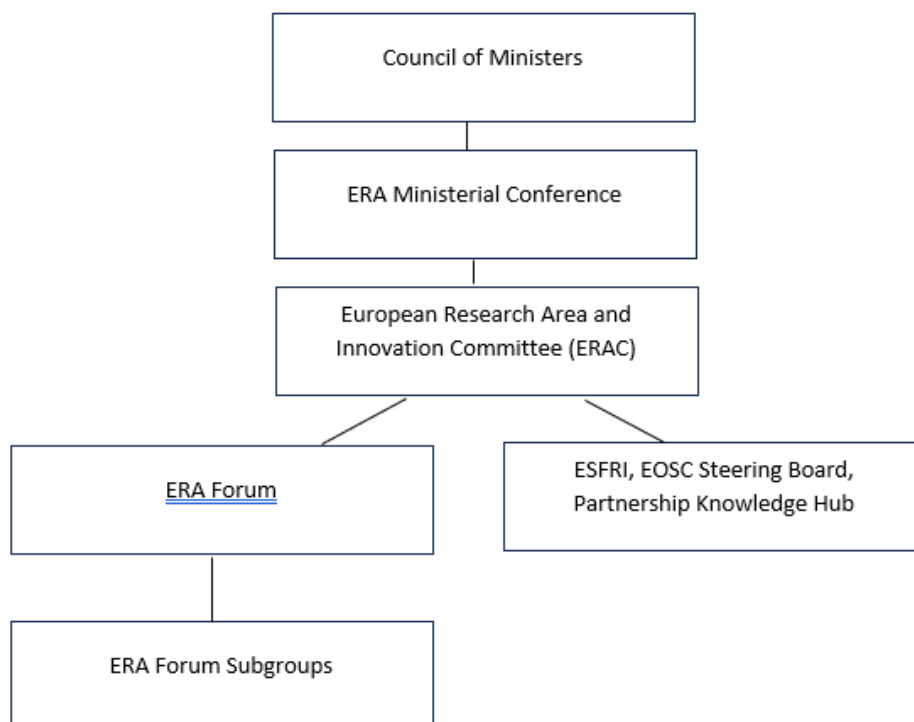 Council of Ministers
ERA Ministerial Conference
European Research Area and
Innovation Committee (ERAC)
ERA Forum
ESFRI, EOSC Steering Board,
Partnership Knowledge Hub
ERA Forum Subgroups